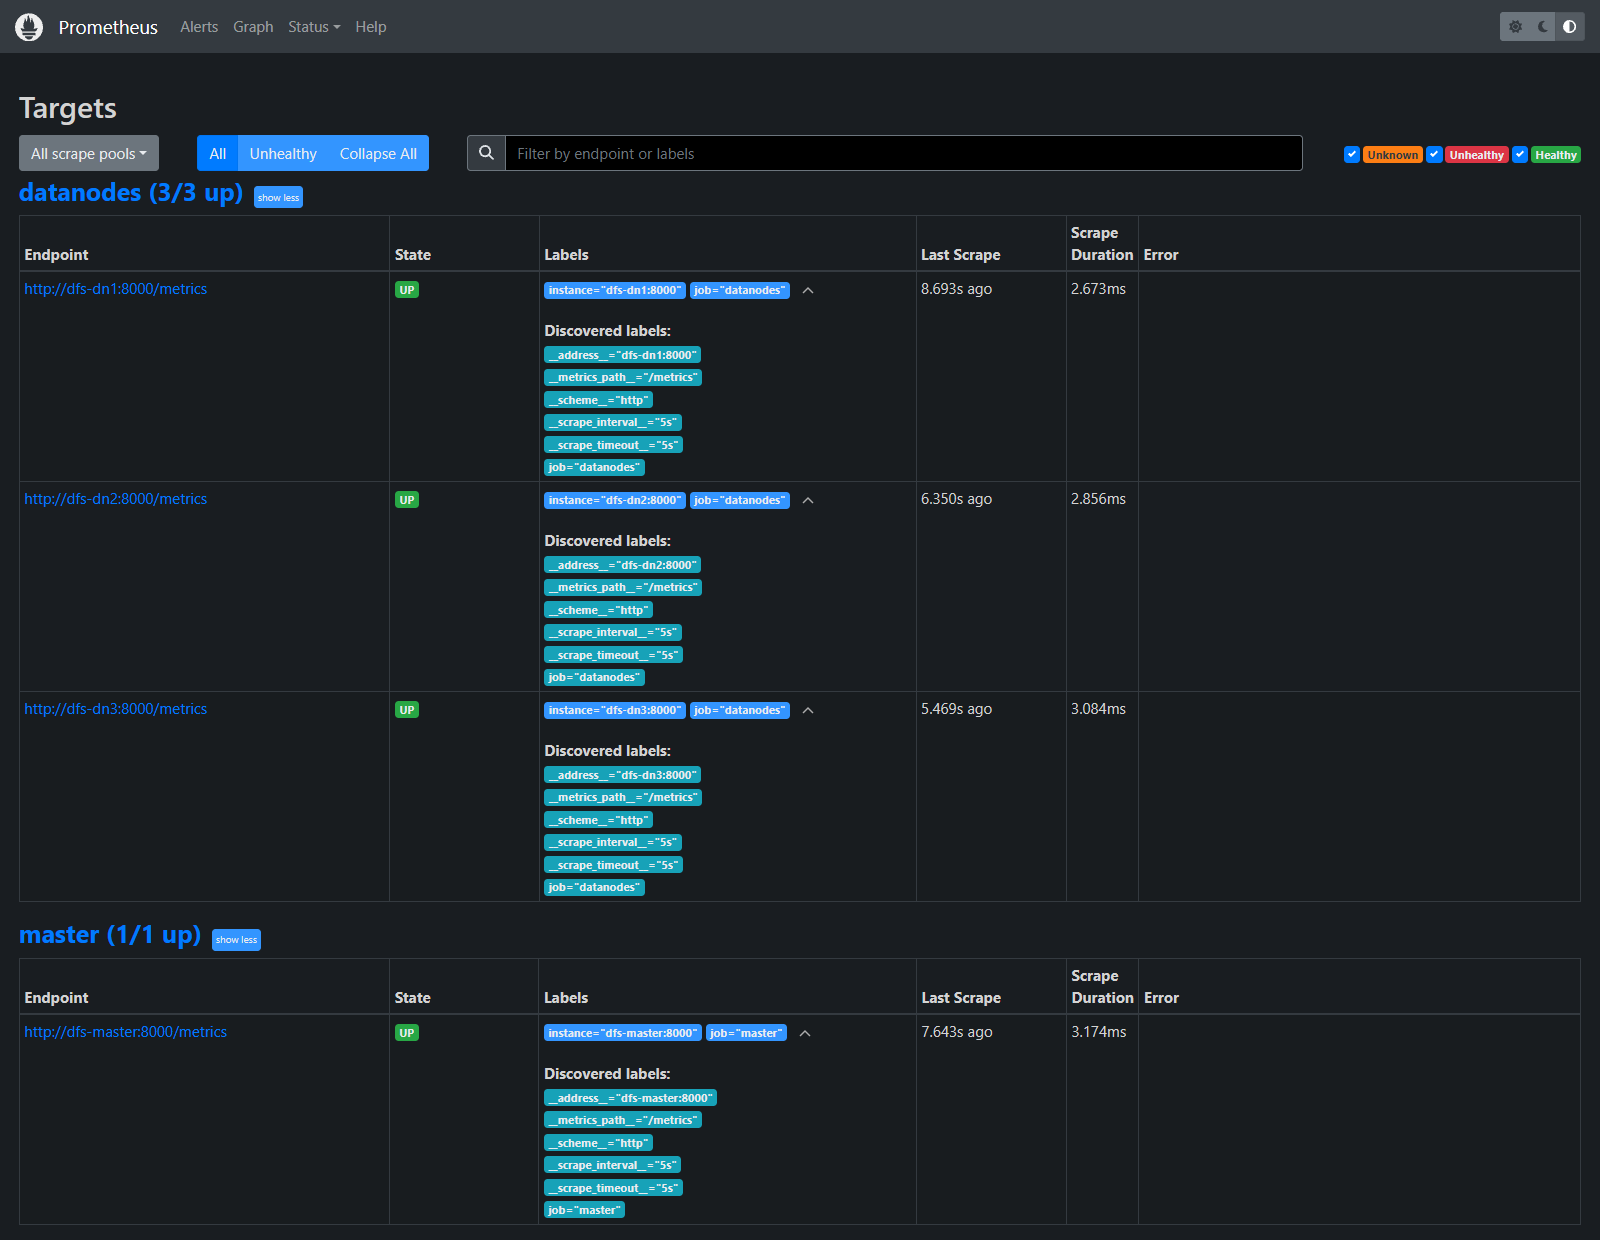 Prometheus Alerts Graph Status Help
Targets
All scrape pools All Unhealthy Collapse All Filter by endpoint or labels Unknown Unhealthy Healthy
datanodes (3/3 up) show less
Endpoint State Labels Last Scrape Scrape Duration Error
http://dfs-dn1:8000/metrics UP instance="dfs-dn1:8000" job="datanodes" 8.693s ago 2.673ms
Discovered labels:
__address__="dfs-dn1:8000"
__metrics_path__="/metrics"
__scheme__="http"
__scrape_interval__="5s"
__scrape_timeout__="5s"
job="datanodes"
http://dfs-dn2:8000/metrics UP instance="dfs-dn2:8000" job="datanodes" 6.350s ago 2.856ms
Discovered labels:
__address__="dfs-dn2:8000"
__metrics_path__="/metrics"
__scheme__="http"
__scrape_interval__="5s"
__scrape_timeout__="5s"
job="datanodes"
http://dfs-dn3:8000/metrics UP instance="dfs-dn3:8000" job="datanodes" 5.469s ago 3.084ms
Discovered labels:
__address__="dfs-dn3:8000"
__metrics_path__="/metrics"
__scheme__="http"
__scrape_interval__="5s"
__scrape_timeout__="5s"
job="datanodes"
master (1/1 up) show less
Endpoint State Labels Last Scrape Scrape Duration Error
http://dfs-master:8000/metrics UP instance="dfs-master:8000" job="master" 7.643s ago 3.174ms
Discovered labels:
__address__="dfs-master:8000"
__metrics_path__="/metrics"
__scheme__="http"
__scrape_interval__="5s"
__scrape_timeout__="5s"
job="master"